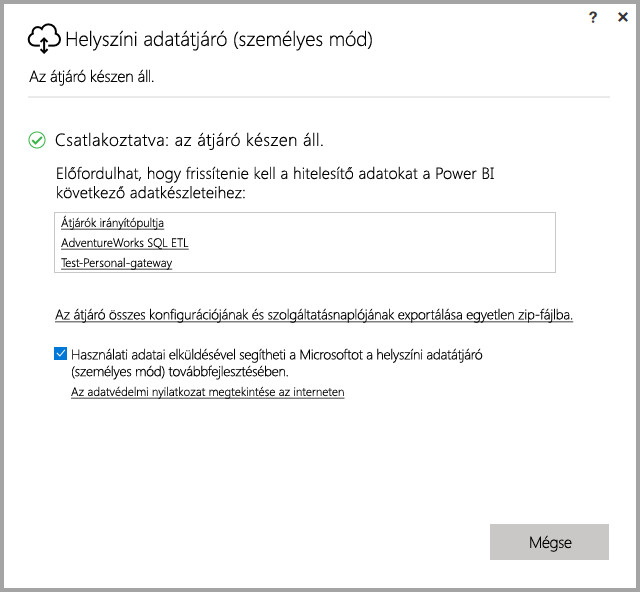 ?
Helyszíni adatátjáró (személyes mód)
Az átjáró készen áll.
Csatlakoztatva: az átjáró készen áll.
Előfordulhat, hogy frissítenie kell a hitelesítő adatokat a Power BI
következő adatkészleteihez:
Átjárók irányítópultja
AdventureWorks SQL ETL
Test-Personal-gateway
Az átjáró összes konfigurációjának és szolgáltatásnaplójának exportálása egyetlen zip-fájlba.
Használati adatai elküldésével segítheti a Microsoftot a helyszíni adatátjáró
(személyes mód) továbbfejlesztésében.
Az adatvédelmi nyilatkozat megtekintése az interneten
Mégse